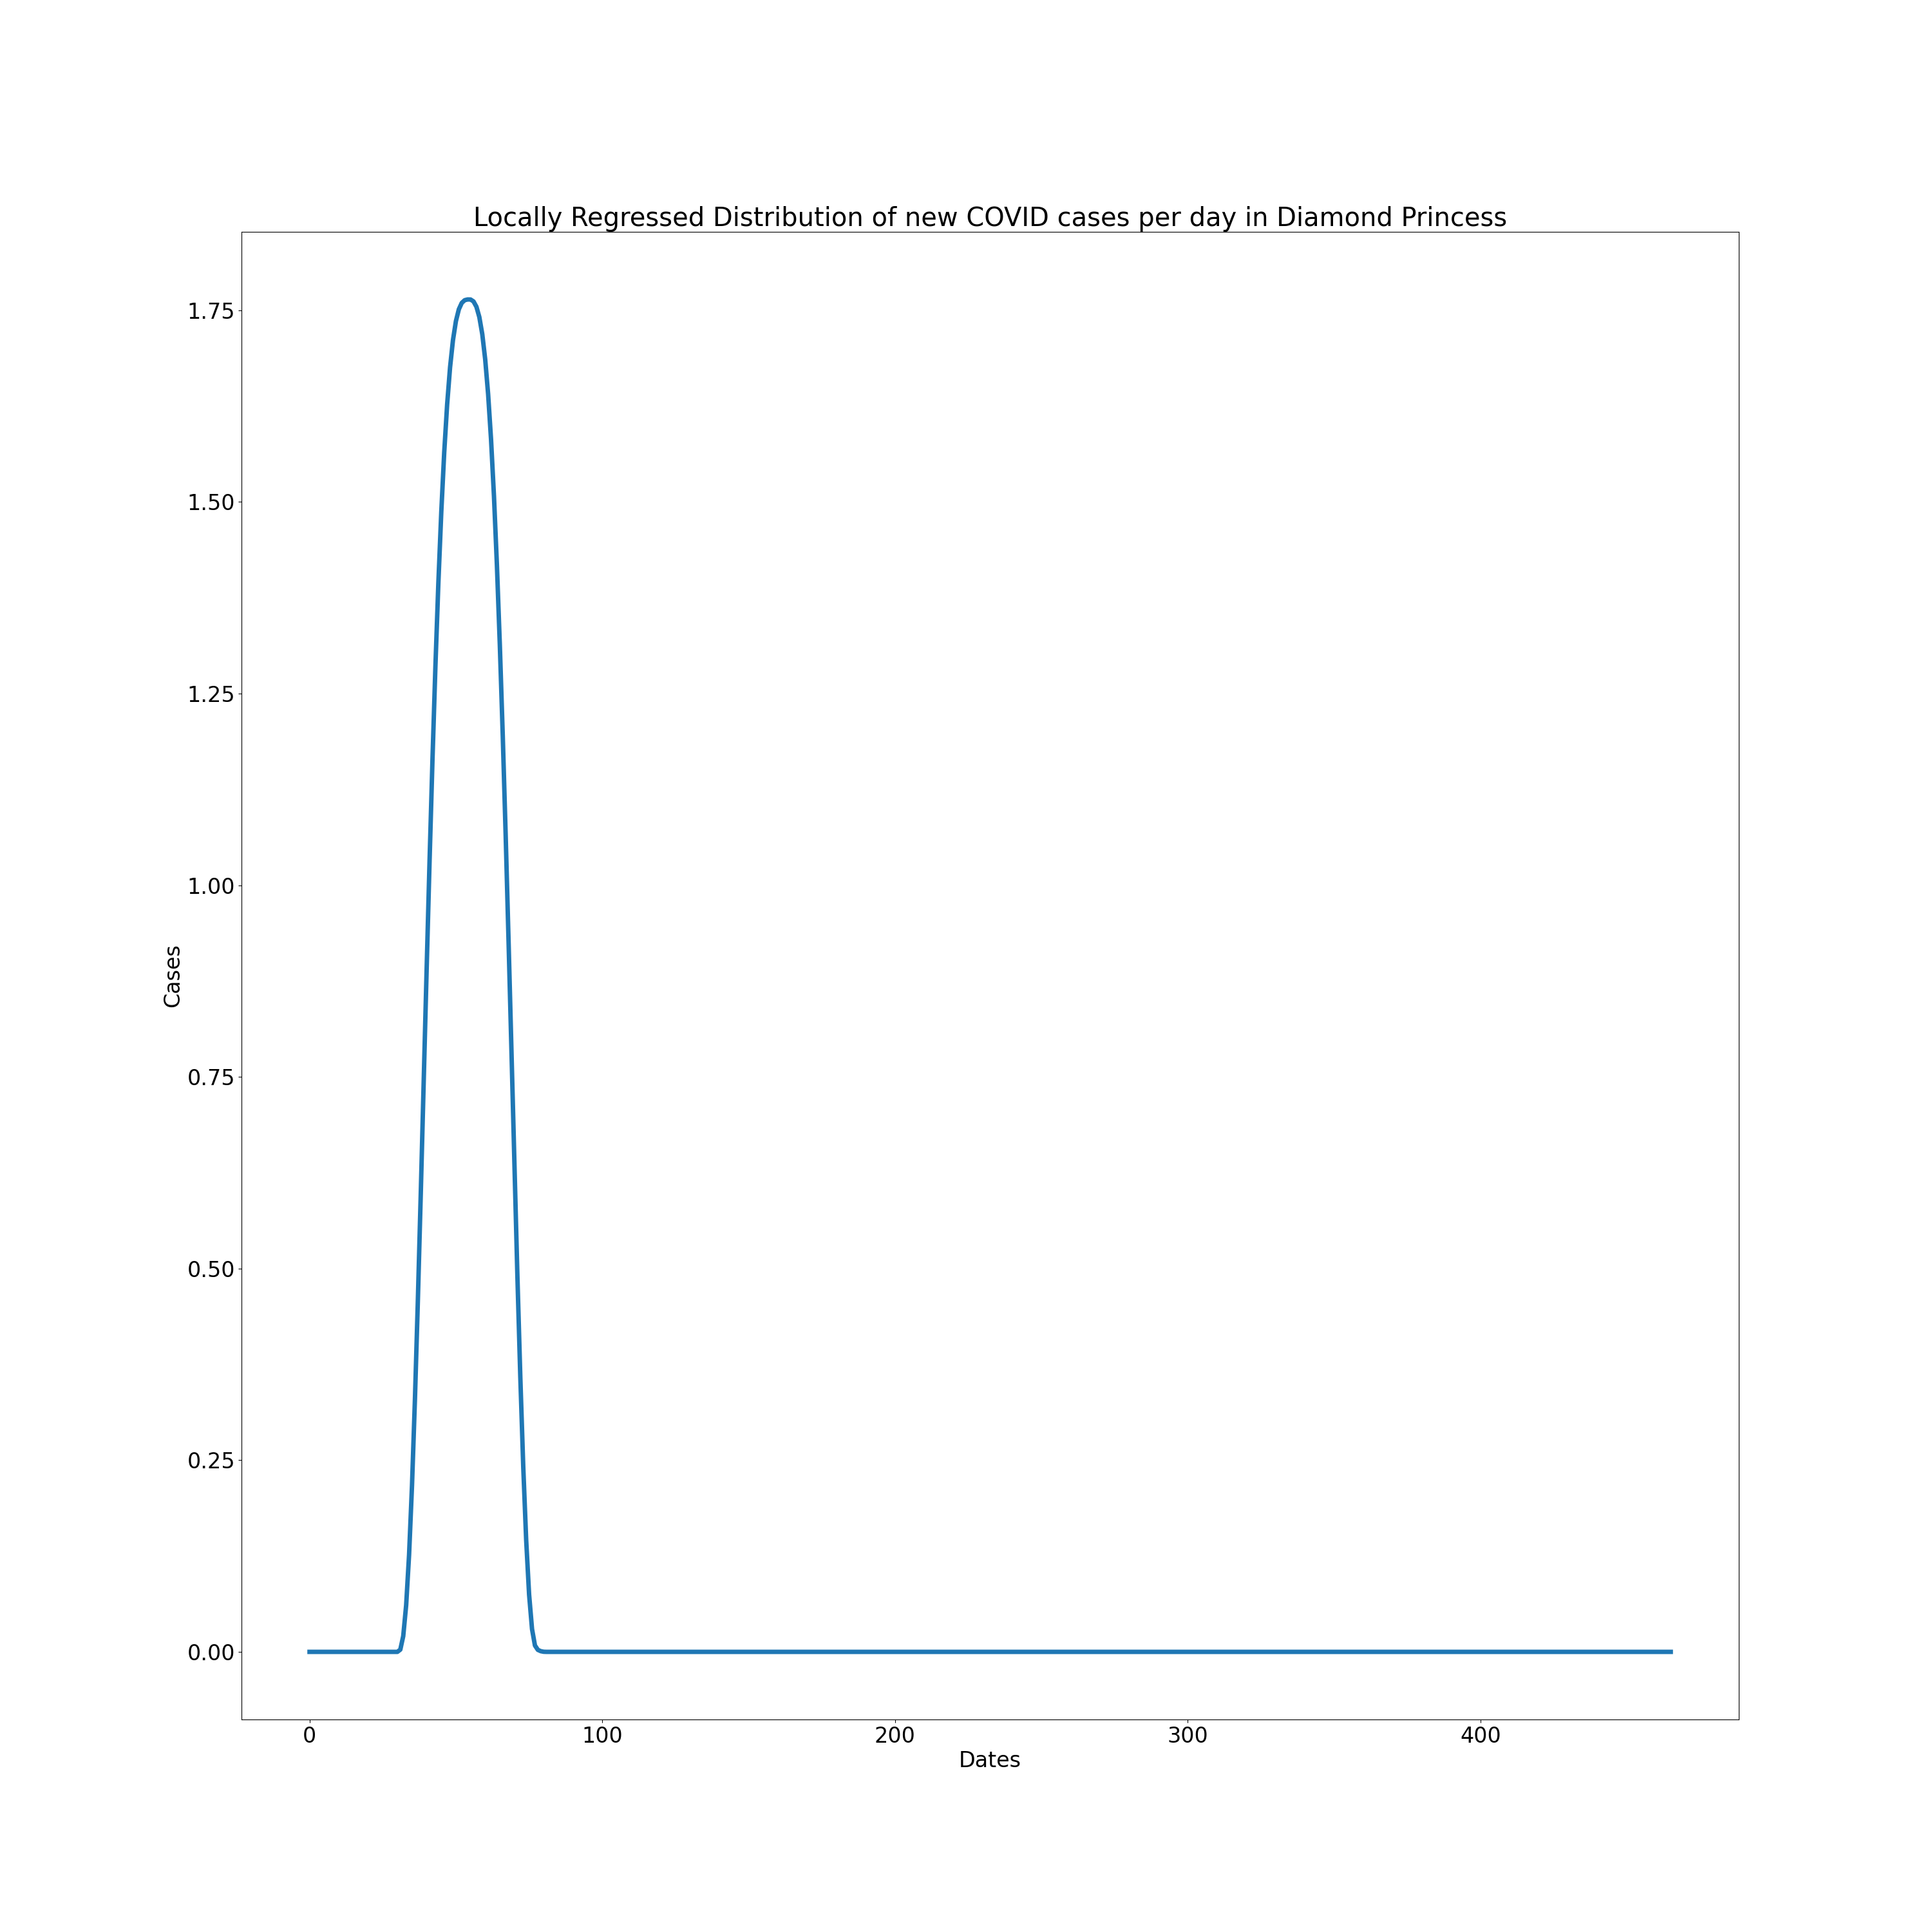 Locally Regressed Distribution of new COVID cases per day in Diamond Princess
1.75
1.50
1.25
1.00
0.75
0.50
0.25
0.00
Cases
0 100 200 300 400
Dates